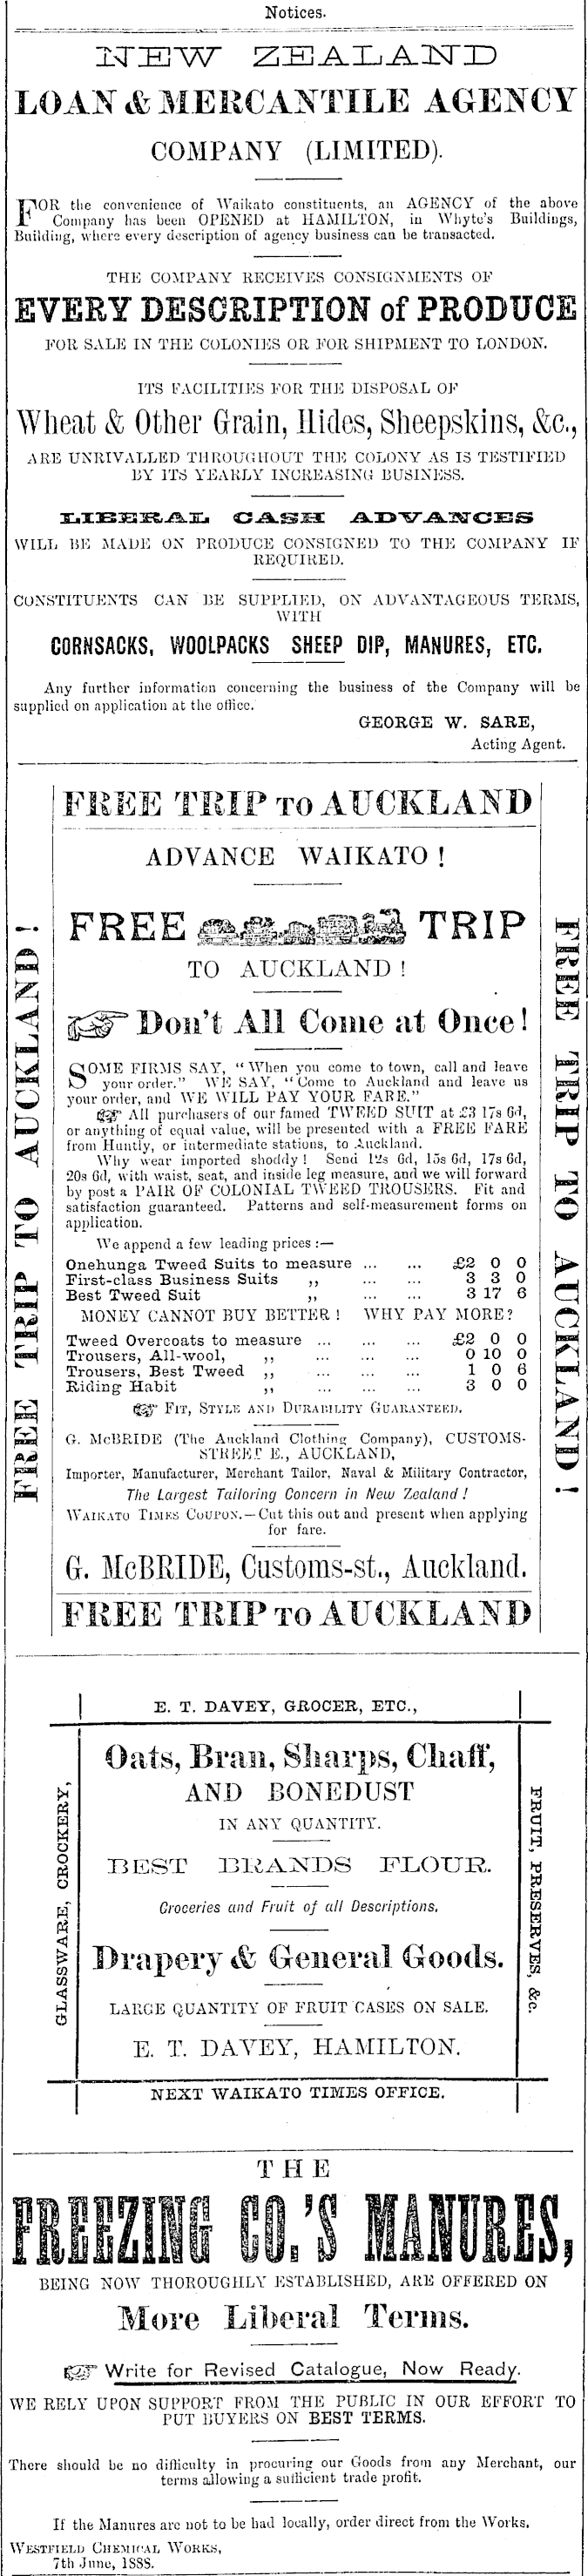 Notices.
NEW ZEALAND
LOAN & MERCANTILE AGENCY
COMPANY (LIMITED).
FOR the convenience of Waikato constituents, an AGENCY of the above
Company has been OPENED at HAMILTON, in Whyte's Buildings,
Building, where every description of agency business can be transacted.
THE COMPANY RECEIVES CONSIGNMENTS OF
EVERY DESCRIPTION of PRODUCE
FOR SALE IN THE COLONIES OR FOR SHIPMENT TO LONDON.
ITS FACILITIES FOR THE DISPOSAL OF
Wheat & Other Grain, Hides, Sheepskins, &c.,
ARE UNRIVALLED THROUGHOUT THE COLONY AS IS TESTIFIED
BY ITS YEARLY INCREASING BUSINESS.
LIBERAL CASH ADVANCES
WILL BE MADE ON PRODUCE CONSIGNED TO THE COMPANY IF
REQUIRED.
CONSTITUENTS CAN BE SUPPLIED, ON ADVANTAGEOUS TERMS,
WITH
CORNSACKS, WOOLPACKS SHEEP DIP, MANURES, ETC.
Any further information concerning the business of the Company will be
supplied on application at the office.
GEORGE W. SARE,
Acting Agent.
FREE TRIP TO AUCKLAND!
FREE TRIP TO AUCKLAND
ADVANCE WAIKATO!
FREE TRIP
TO AUCKLAND!
Don't All Come at Once!
SOME FIRMS SAY, "When you come to town, call and leave
your order." WE SAY, "Come to Auckland and leave us
your order, and WE WILL PAY YOUR FARE."
All purchasers of our famed TWEED SUIT at £3 17s 6d,
or anything of equal value, will be presented with a FREE FARE
from Huntly, or intermediate stations, to Auckland.
Why wear imported shoddy! Send 12s 6d, 15s 6d, 17s 6d,
20s 6d, with waist, seat, and inside leg measure, and we will forward
by post a PAIR OF COLONIAL TWEED TROUSERS. Fit and
satisfaction guaranteed. Patterns and self-measurement forms on
application.
We append a few leading prices:—
Onehunga Tweed Suits to measure ... ... £2 0 0
First-class Business Suits ,, ... ... 3 3 0
Best Tweed Suit ,, ... ... 3 17 6
MONEY CANNOT BUY BETTER! WHY PAY MORE?
Tweed Overcoats to measure ... ... ... £2 0 0
Trousers, All-wool, ,, ... ... ... 0 10 0
Trousers, Best Tweed ,, ... ... ... 1 0 6
Riding Habit ,, ... ... ... 3 0 0
FIT, STYLE AND DURABILITY GUARANTEED.
G. McBRIDE (The Auckland Clothing Company), CUSTOMS-
STREET E., AUCKLAND,
Importer, Manufacturer, Merchant Tailor, Naval & Military Contractor,
The Largest Tailoring Concern in New Zealand!
WAIKATO TIMES COUPON.—Cut this out and present when applying
for fare.
G. McBRIDE, Customs-st., Auckland.
FREE TRIP TO AUCKLAND
FREE TRIP TO AUCKLAND!
E. T. DAVEY, GROCER, ETC.,
GLASSWARE, CROCKERY,
Oats, Bran, Sharps, Chaff,
AND BONEDUST
IN ANY QUANTITY.
BEST BRANDS FLOUR.
Groceries and Fruit of all Descriptions.
Drapery & General Goods.
LARGE QUANTITY OF FRUIT CASES ON SALE.
E. T. DAVEY, HAMILTON.
FRUIT, PRESERVES, &c.
NEXT WAIKATO TIMES OFFICE.
THE
FREEZING CO.'S MANURES,
BEING NOW THOROUGHLY ESTABLISHED, ARE OFFERED ON
More Liberal Terms.
Write for Revised Catalogue, Now Ready.
WE RELY UPON SUPPORT FROM THE PUBLIC IN OUR EFFORT TO
PUT BUYERS ON BEST TERMS.
There should be no difficulty in procuring our Goods from any Merchant, our
terms allowing a sufficient trade profit.
If the Manures are not to be had locally, order direct from the Works.
WESTFIELD CHEMICAL WORKS,
7th June, 1888.